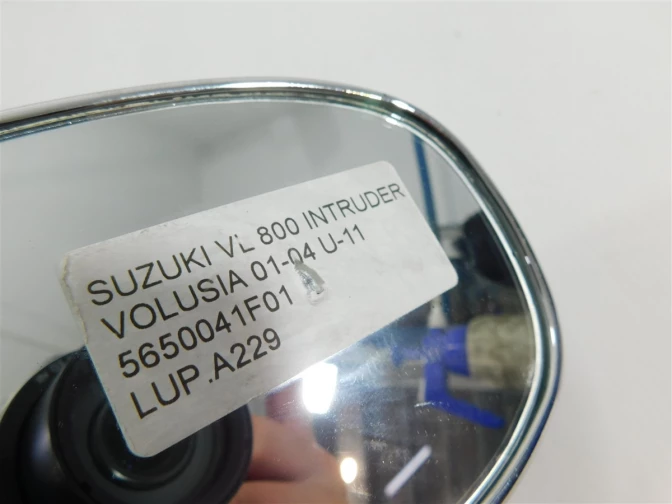 SUZUKI VL 800 INTRUDER
VOLUSIA 01-04 U-11
5650041F01
LUP.A229